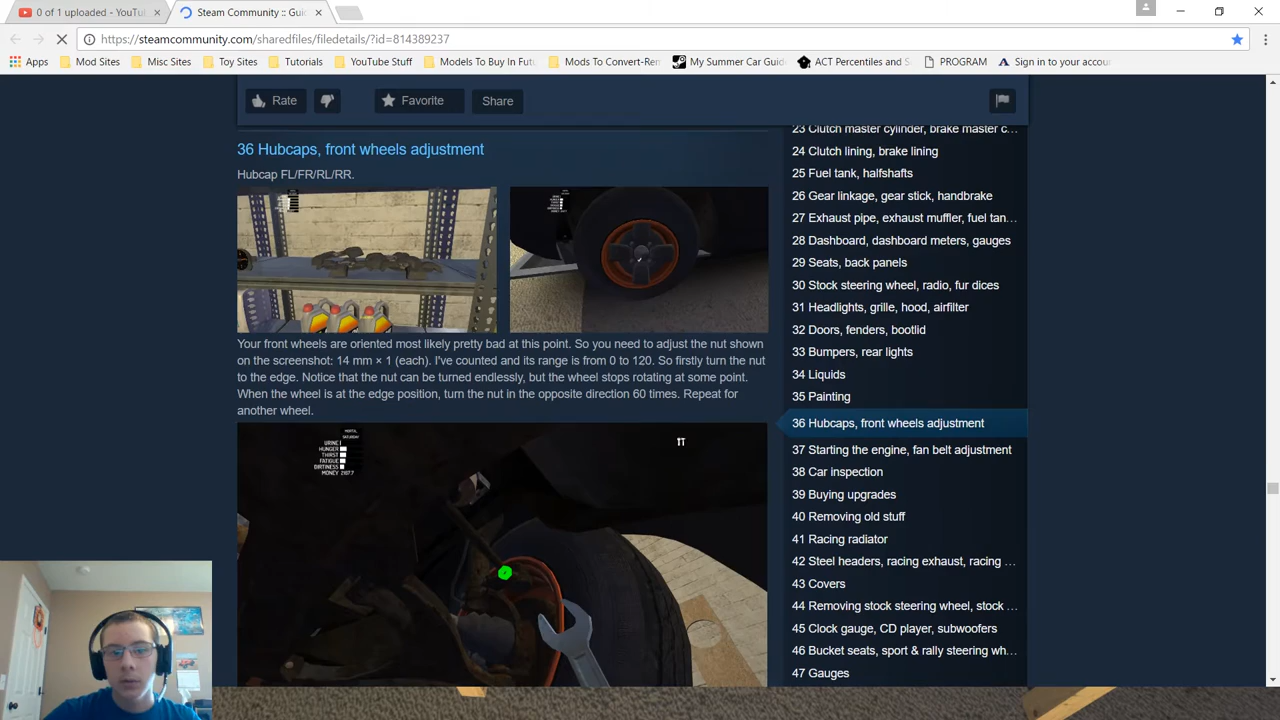 0 of 1 uploaded - YouTu
Steam Community :: Gui
https://steamcommunity.com/sharedfiles/filedetails/?id=814389237
Apps
Mod Sites
Misc Sites
Toy Sites
Tutorials
YouTube Stuff
Models To Buy In Futu
Mods To Convert-Ren
My Summer Car Guid
ACT Percentiles and S
PROGRAM
Sign in to your accoun
Rate
Favorite
Share
36 Hubcaps, front wheels adjustment
Hubcap FL/FR/RL/RR.
Your front wheels are oriented most likely pretty bad at this point. So you need to adjust the nut shown
on the screenshot: 14 mm × 1 (each). I've counted and its range is from 0 to 120. So firstly turn the nut
to the edge. Notice that the nut can be turned endlessly, but the wheel stops rotating at some point.
When the wheel is at the edge position, turn the nut in the opposite direction 60 times. Repeat for
another wheel.
MORTAL
SATURDAY
URINE
HUNGER
THIRST
FATIGUE
DIRTINESS
MONEY 2107.7
23 Clutch master cylinder, brake master c...
24 Clutch lining, brake lining
25 Fuel tank, halfshafts
26 Gear linkage, gear stick, handbrake
27 Exhaust pipe, exhaust muffler, fuel tan...
28 Dashboard, dashboard meters, gauges
29 Seats, back panels
30 Stock steering wheel, radio, fur dices
31 Headlights, grille, hood, airfilter
32 Doors, fenders, bootlid
33 Bumpers, rear lights
34 Liquids
35 Painting
36 Hubcaps, front wheels adjustment
37 Starting the engine, fan belt adjustment
38 Car inspection
39 Buying upgrades
40 Removing old stuff
41 Racing radiator
42 Steel headers, racing exhaust, racing ...
43 Covers
44 Removing stock steering wheel, stock ...
45 Clock gauge, CD player, subwoofers
46 Bucket seats, sport & rally steering wh...
47 Gauges